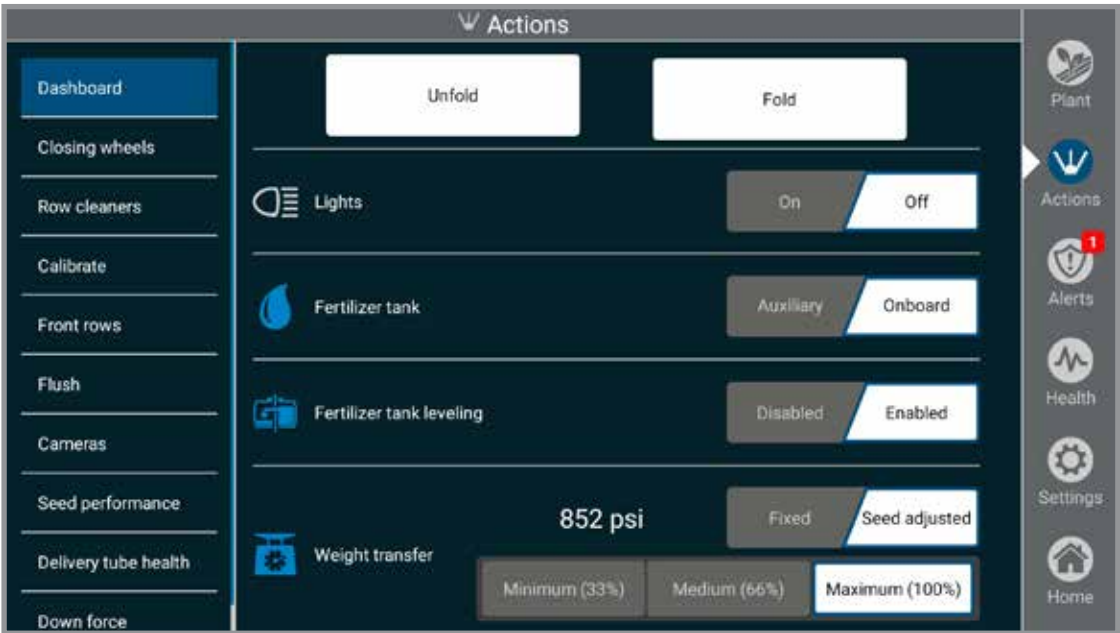 Actions
Dashboard
Closing wheels
Row cleaners
Calibrate
Front rows
Flush
Cameras
Seed performance
Delivery tube health
Down force
Unfold
Fold
Lights
On
Off
Fertilizer tank
Auxiliary
Onboard
Fertilizer tank leveling
Disabled
Enabled
Weight transfer
852 psi
Fixed
Seed adjusted
Minimum (33%)
Medium (66%)
Maximum (100%)
Plant
Actions
1
Alerts
Health
Settings
Home